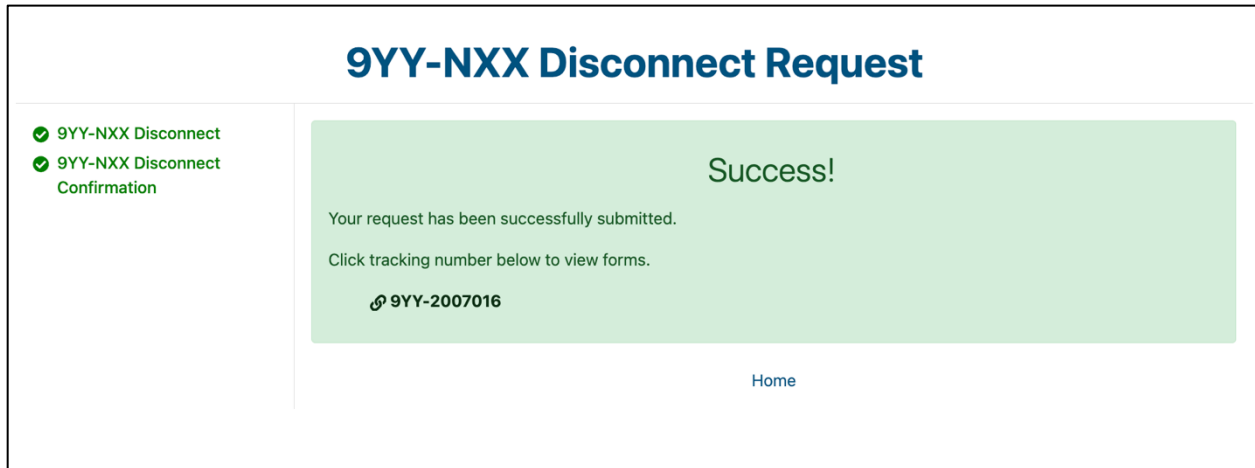 9YY-NXX Disconnect Request
9YY-NXX Disconnect
9YY-NXX Disconnect
Confirmation
Success!
Your request has been successfully submitted.
Click tracking number below to view forms.
9YY-2007016
Home